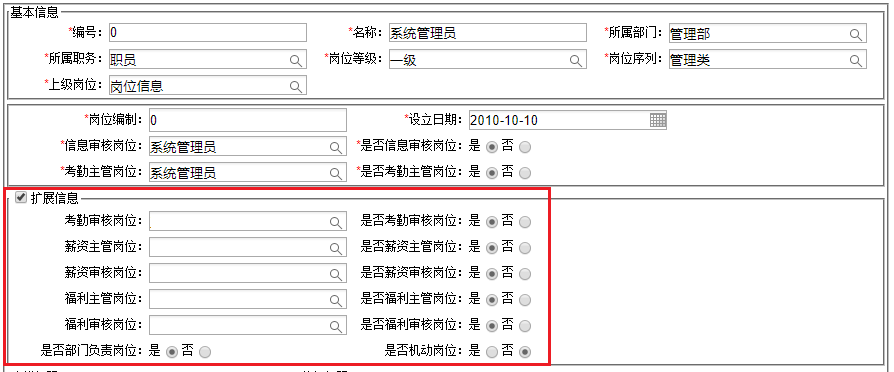 基本信息
*编号： 0 *名称： 系统管理员 *所属部门： 管理部
*所属职务： 职员 *岗位等级： 一级 *岗位序列： 管理类
*上级岗位： 岗位信息
*岗位编制： 0 *设立日期： 2010-10-10
*信息审核岗位： 系统管理员 *是否信息审核岗位： 是 否
*考勤主管岗位： 系统管理员 *是否考勤主管岗位： 是 否
扩展信息
考勤审核岗位： 是否考勤审核岗位： 是 否
薪资主管岗位： 是否薪资主管岗位： 是 否
薪资审核岗位： 是否薪资审核岗位： 是 否
福利主管岗位： 是否福利主管岗位： 是 否
福利审核岗位： 是否福利审核岗位： 是 否
是否部门负责岗位： 是 否 是否机动岗位： 是 否